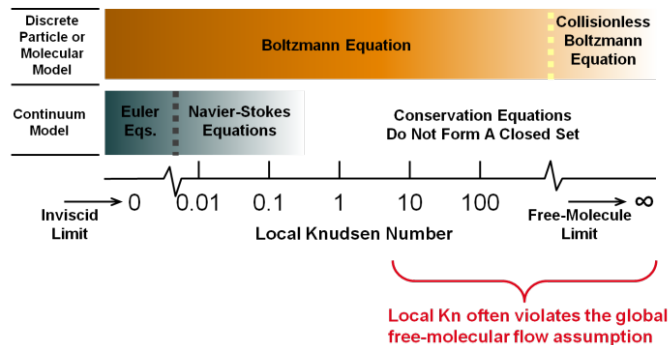 Discrete
Particle or
Molecular
Model
Boltzmann Equation
Collisionless
Boltzmann
Equation
Continuum
Model
Euler
Eqs.
Navier-Stokes
Equations
Conservation Equations
Do Not Form A Closed Set
0 0.01 0.1 1 10 100 ∞
Inviscid
Limit
Local Knudsen Number
Free-Molecule
Limit
Local Kn often violates the global
free-molecular flow assumption